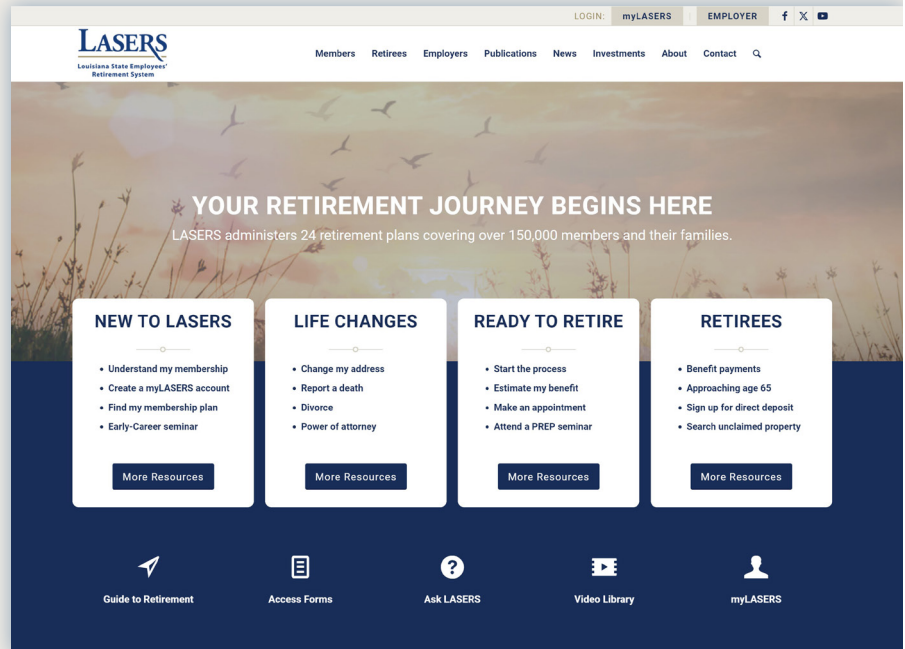 LOGIN: myLASERS EMPLOYER
LASERS
Louisiana State Employees'
Retirement System
Members Retirees Employers Publications News Investments About Contact
YOUR RETIREMENT JOURNEY BEGINS HERE
LASERS administers 24 retirement plans covering over 150,000 members and their families.
NEW TO LASERS
• Understand my membership
• Create a myLASERS account
• Find my membership plan
• Early-Career seminar
More Resources
LIFE CHANGES
• Change my address
• Report a death
• Divorce
• Power of attorney
More Resources
READY TO RETIRE
• Start the process
• Estimate my benefit
• Make an appointment
• Attend a PREP seminar
More Resources
RETIREES
• Benefit payments
• Approaching age 65
• Sign up for direct deposit
• Search unclaimed property
More Resources
Guide to Retirement
Access Forms
Ask LASERS
Video Library
myLASERS